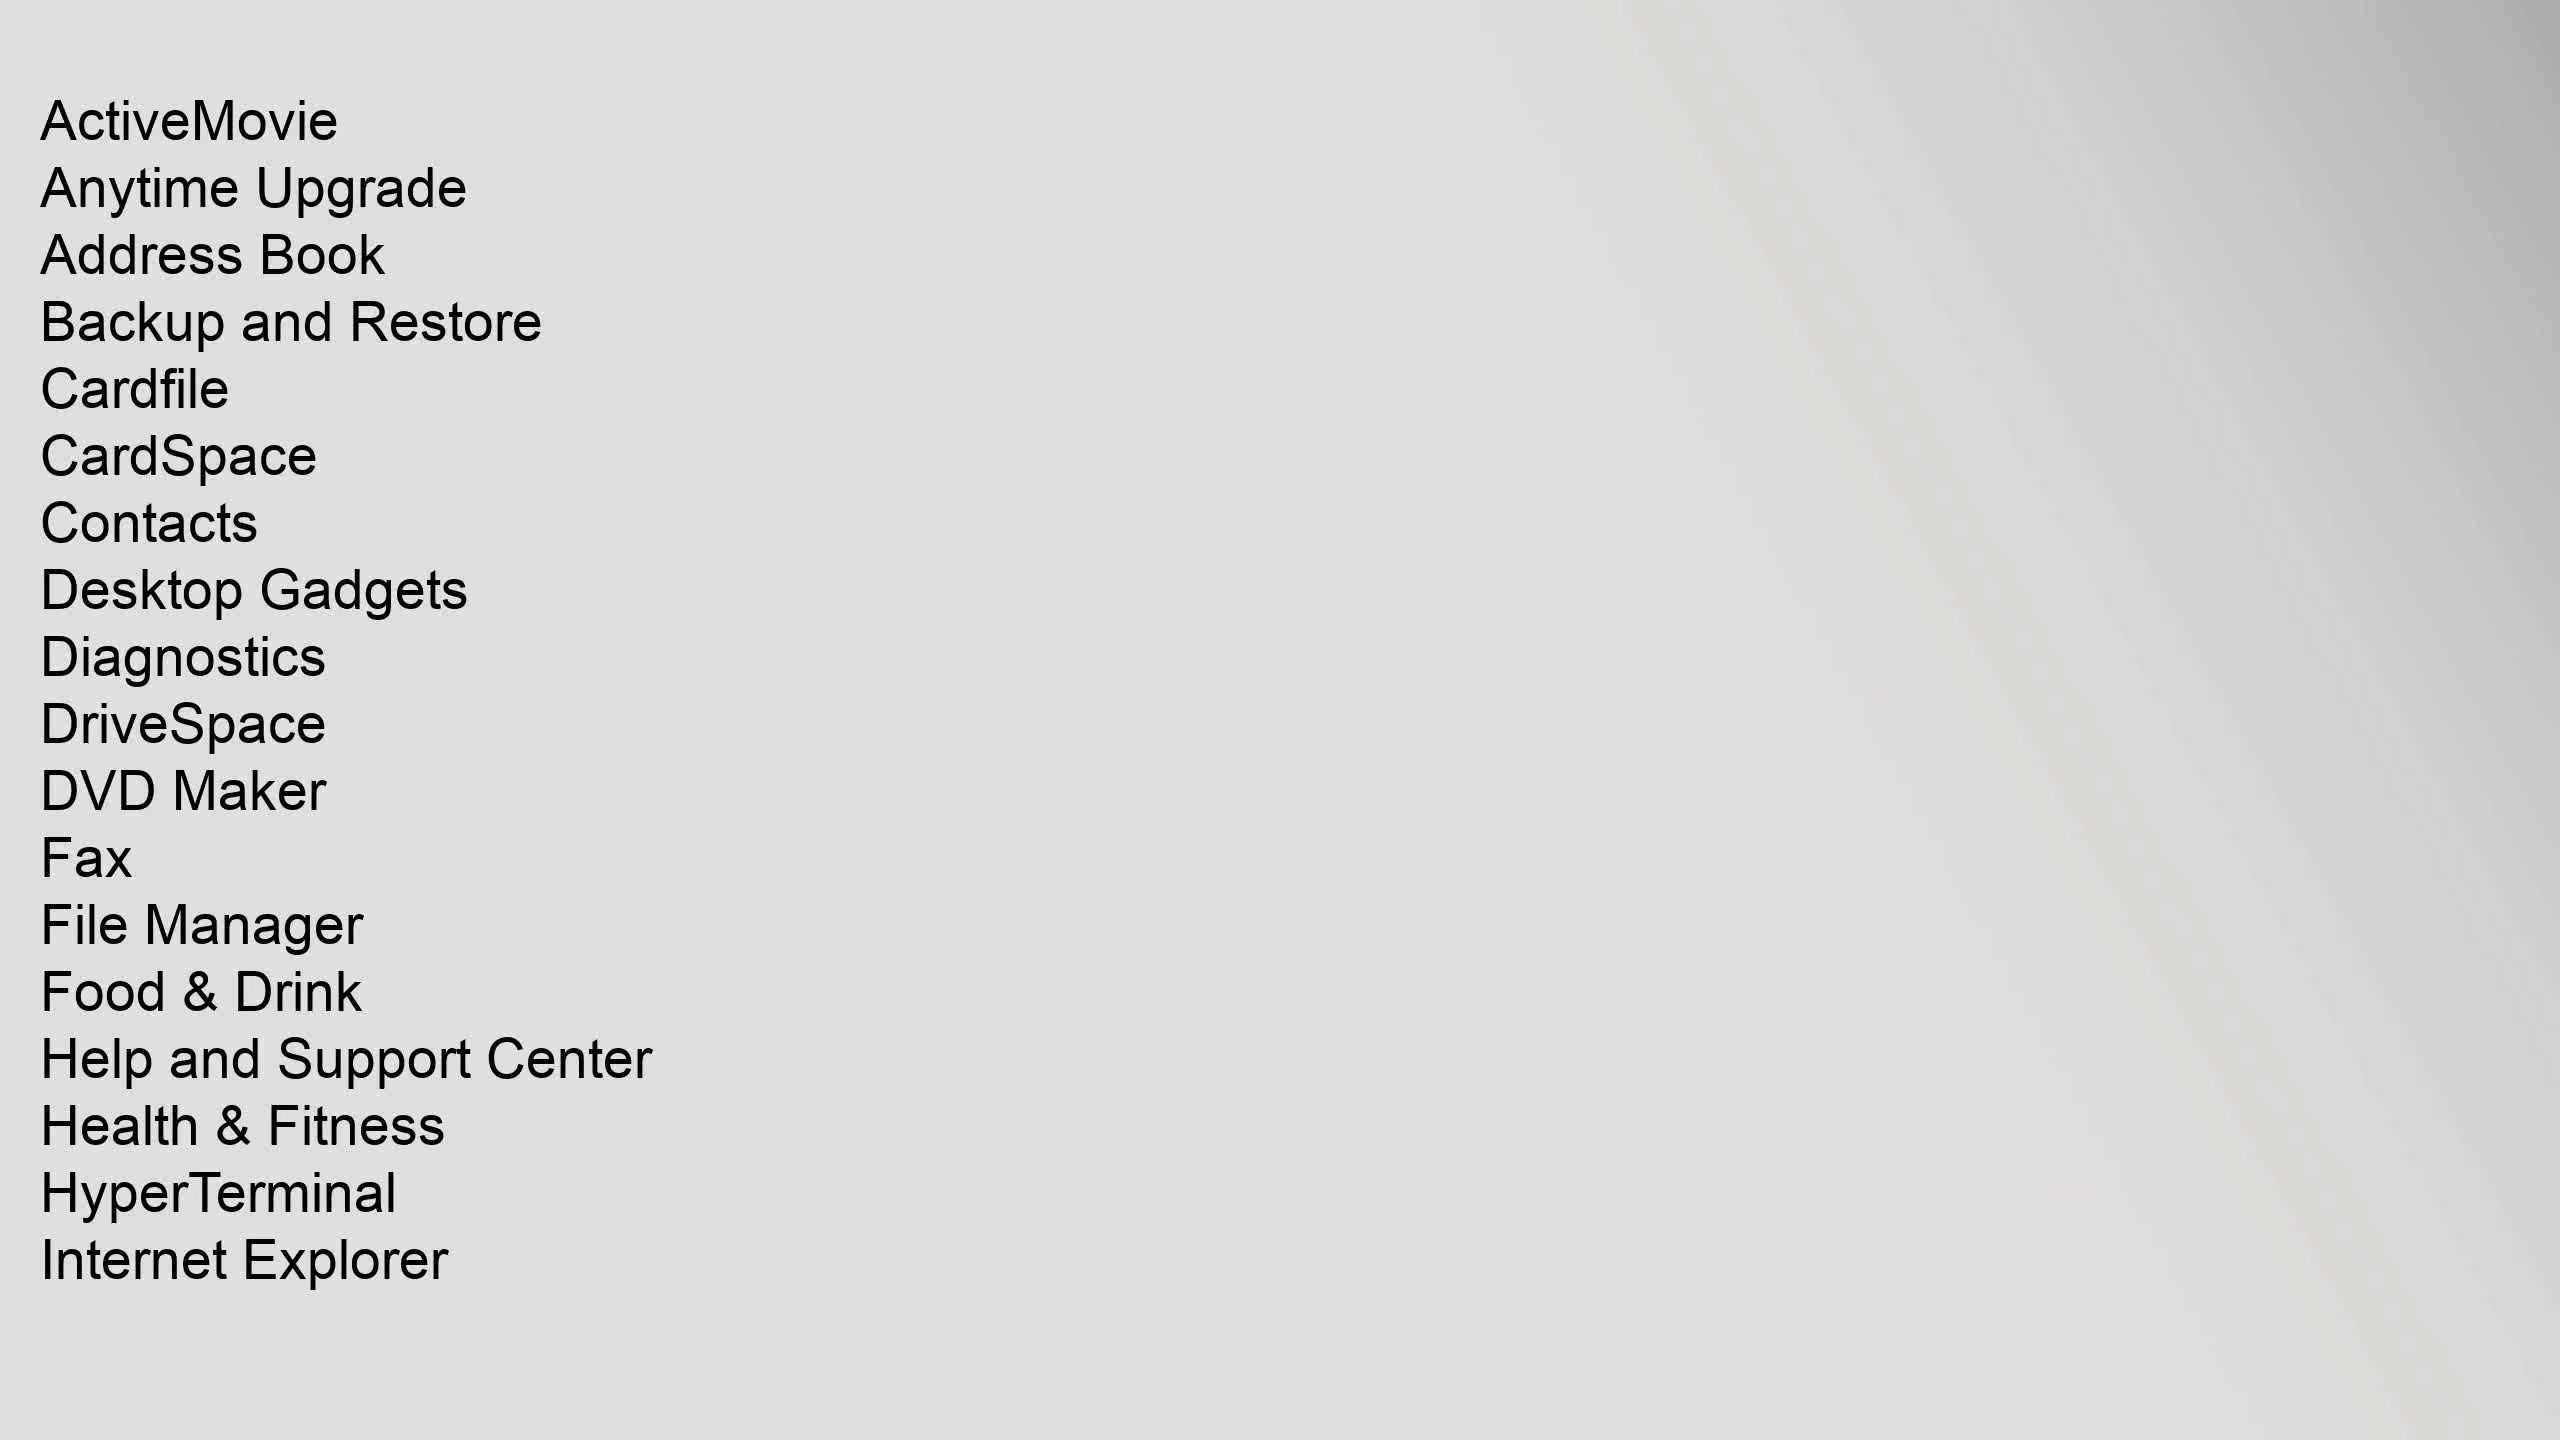 ActiveMovie
Anytime Upgrade
Address Book
Backup and Restore
Cardfile
CardSpace
Contacts
Desktop Gadgets
Diagnostics
DriveSpace
DVD Maker
Fax
File Manager
Food & Drink
Help and Support Center
Health & Fitness
HyperTerminal
Internet Explorer